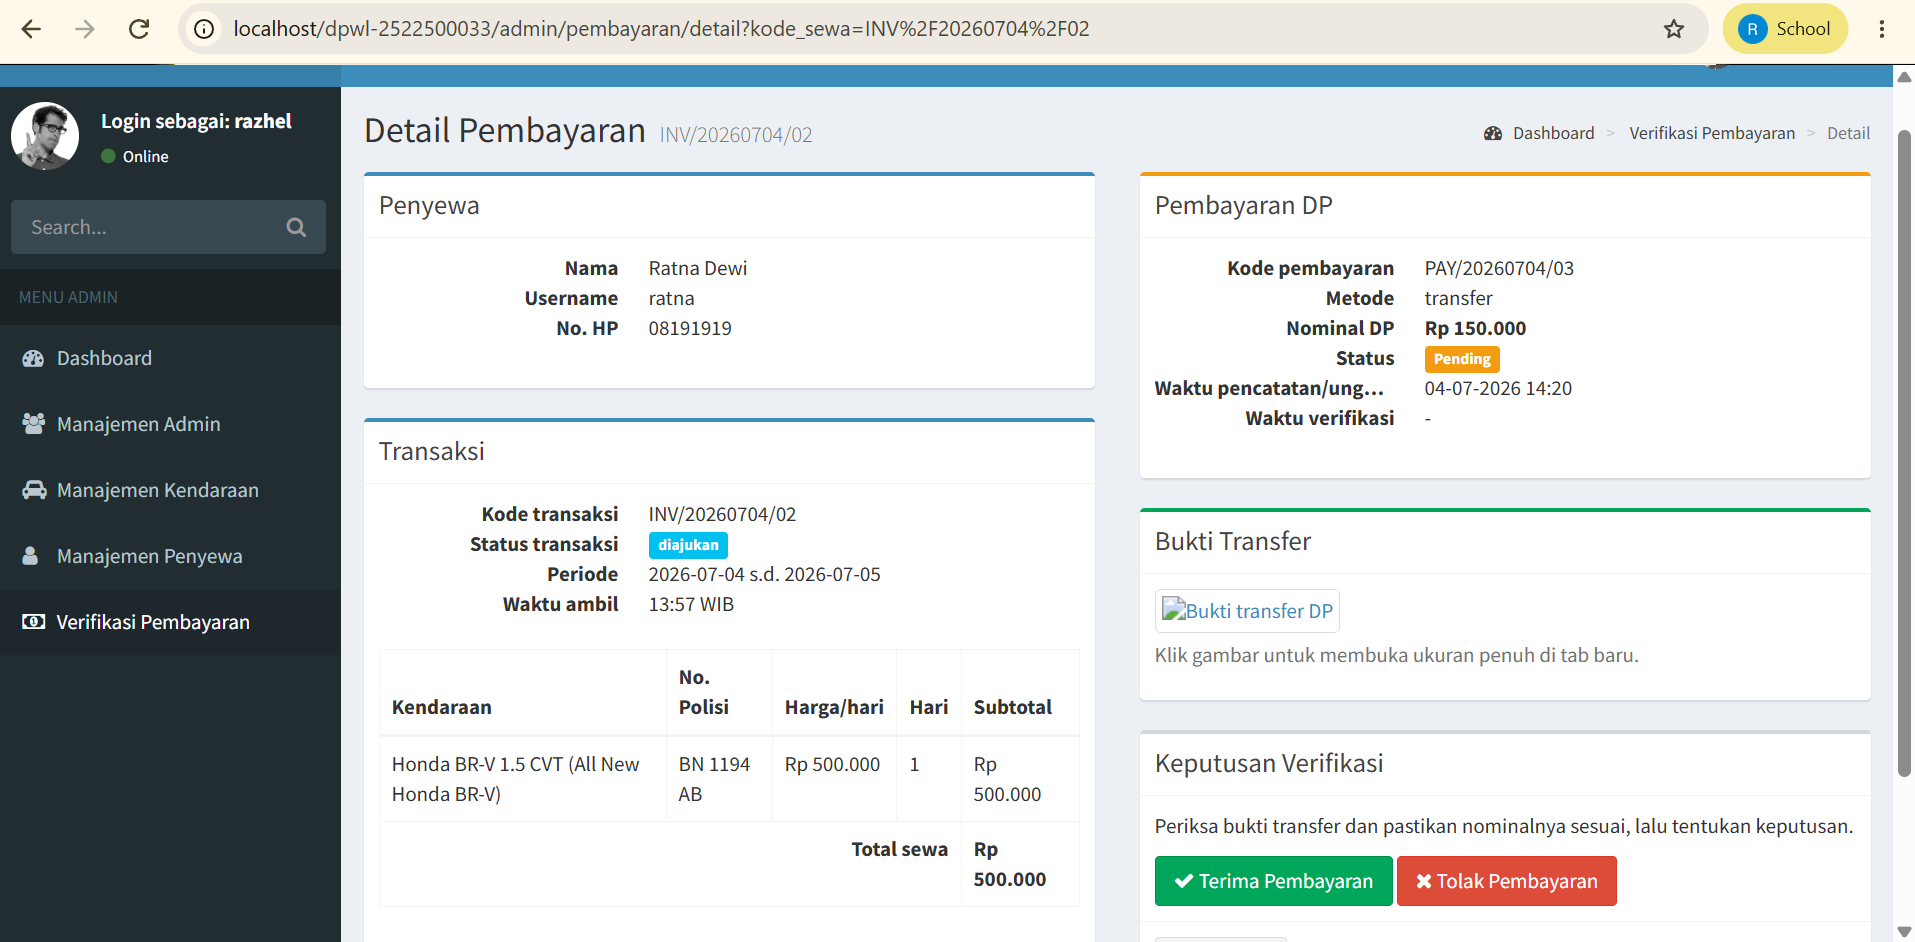 localhost/dpwl-2522500033/admin/pembayaran/detail?kode_sewa=INV%2F20260704%2F02
R School
Login sebagai: razhel
Online
Search...
MENU ADMIN
Dashboard
Manajemen Admin
Manajemen Kendaraan
Manajemen Penyewa
Verifikasi Pembayaran
Detail Pembayaran INV/20260704/02
Dashboard > Verifikasi Pembayaran > Detail
Penyewa
Nama Ratna Dewi
Username ratna
No. HP 08191919
Transaksi
Kode transaksi INV/20260704/02
Status transaksi diajukan
Periode 2026-07-04 s.d. 2026-07-05
Waktu ambil 13:57 WIB
Kendaraan No. Polisi Harga/hari Hari Subtotal
Honda BR-V 1.5 CVT (All New Honda BR-V) BN 1194 AB Rp 500.000 1 Rp 500.000
Total sewa Rp 500.000
Pembayaran DP
Kode pembayaran PAY/20260704/03
Metode transfer
Nominal DP Rp 150.000
Status Pending
Waktu pencatatan/ung... 04-07-2026 14:20
Waktu verifikasi -
Bukti Transfer
Bukti transfer DP
Klik gambar untuk membuka ukuran penuh di tab baru.
Keputusan Verifikasi
Periksa bukti transfer dan pastikan nominalnya sesuai, lalu tentukan keputusan.
Terima Pembayaran Tolak Pembayaran